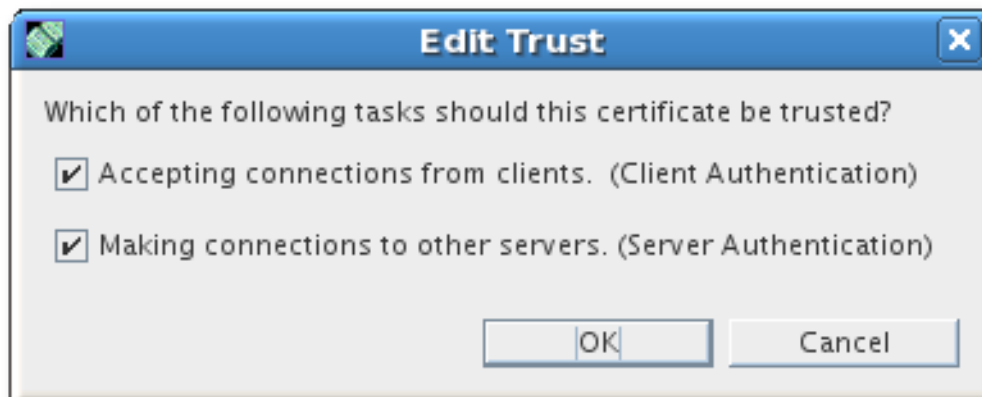 Edit Trust
Which of the following tasks should this certificate be trusted?
Accepting connections from clients. (Client Authentication)
Making connections to other servers. (Server Authentication)
OK Cancel